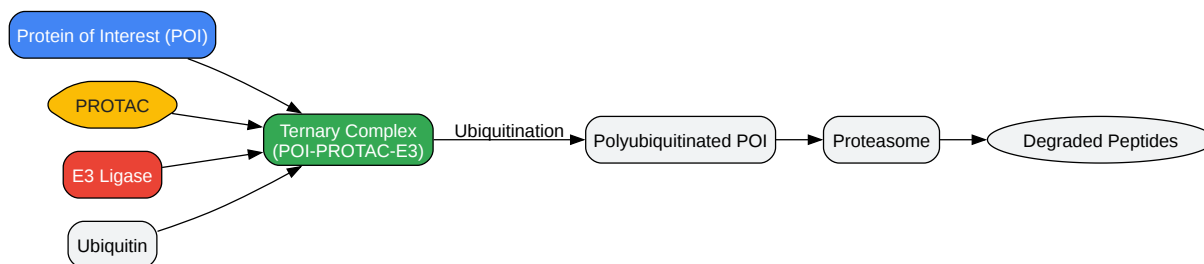 Protein of Interest (POI)
PROTAC
E3 Ligase
Ubiquitin
Ternary Complex
(POI-PROTAC-E3)
Ubiquitination
Polyubiquitinated POI
Proteasome
Degraded Peptides